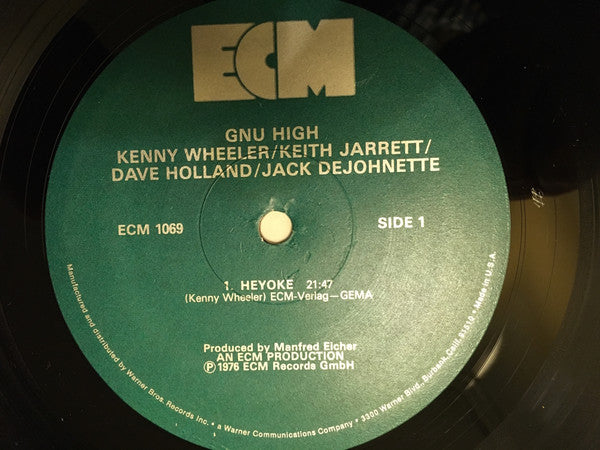 ECM
GNU HIGH
KENNY WHEELER/KEITH JARRETT/
DAVE HOLLAND/JACK DEJOHNETTE
ECM 1069
SIDE 1
1. HEYOKE 21:47
(Kenny Wheeler) ECM-Verlag—GEMA
Produced by Manfred Eicher
AN ECM PRODUCTION
Ⓟ 1976 ECM Records GmbH
Manufactured and distributed by Warner Bros. Records Inc. • a Warner Communications Company • 3300 Warner Blvd., Burbank, Calif. 91510 • Made in U.S.A.